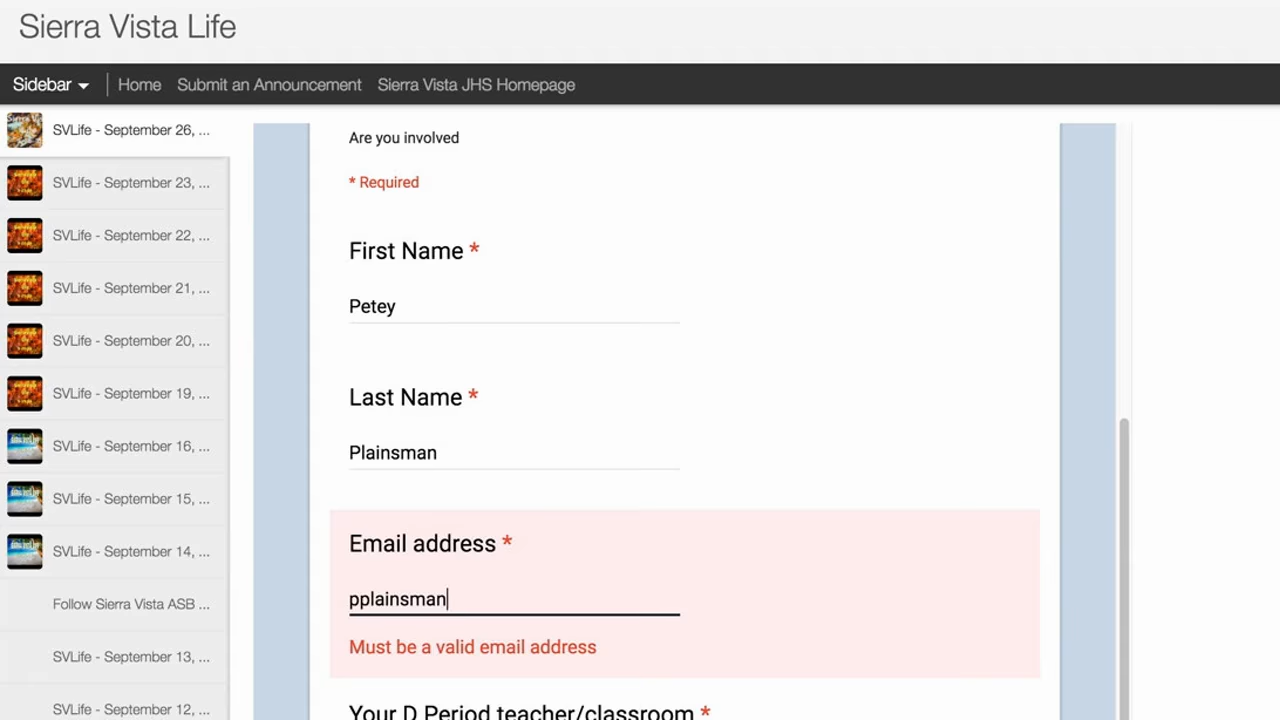 Sierra Vista Life
Sidebar
Home
Submit an Announcement
Sierra Vista JHS Homepage
SVLife - September 26, ...
SVLife - September 23, ...
SVLife - September 22, ...
SVLife - September 21, ...
SVLife - September 20, ...
SVLife - September 19, ...
SVLife - September 16, ...
SVLife - September 15, ...
SVLife - September 14, ...
Follow Sierra Vista ASB ...
SVLife - September 13, ...
SVLife - September 12, ...
Are you involved
* Required
First Name *
Petey
Last Name *
Plainsman
Email address *
pplainsman
Must be a valid email address
Your D Period teacher/classroom *